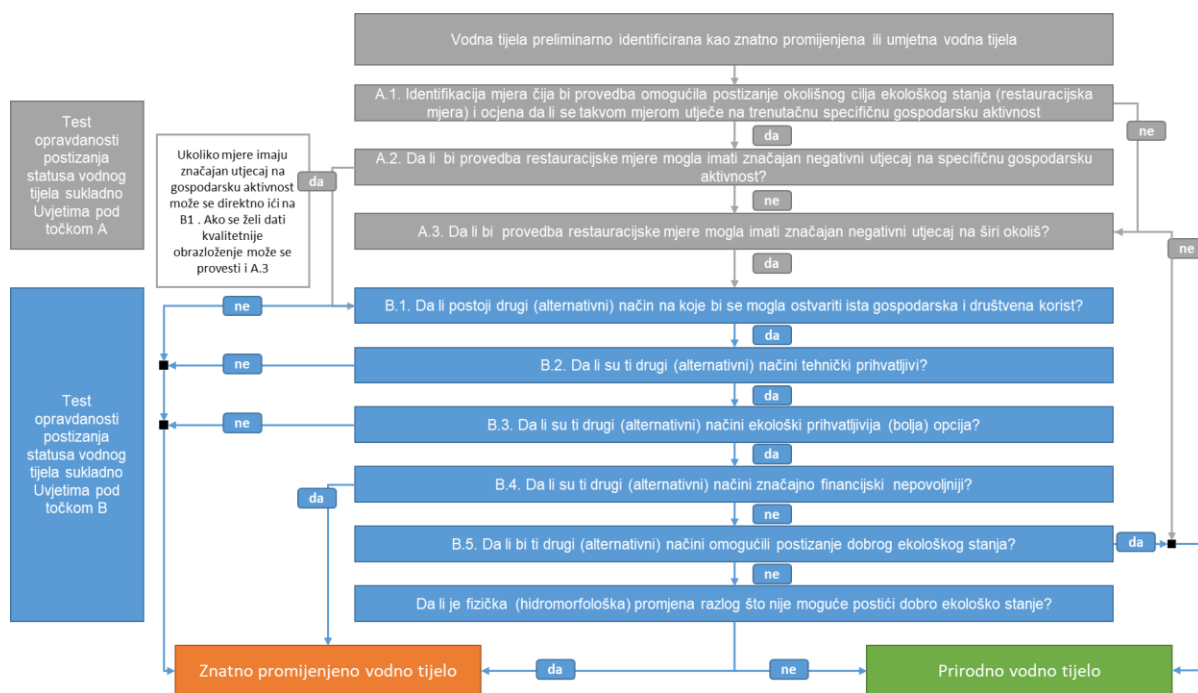 Vodna tijela preliminarno identificirana kao znatno promijenjena ili umjetna vodna tijela
Test
opravdanosti
postizanja
statusa vodnog
tijela sukladno
Uvjetima pod
točkom A
Ukoliko mjere imaju
značajan utjecaj na
gospodarsku aktivnost
može se direktno ići na
B1 . Ako se želi dati
kvalitetnije
obrazloženje može se
provesti i A.3
A.1. Identifikacija mjera čija bi provedba omogućila postizanje okolišnog cilja ekološkog stanja (restauracijska
mjera) i ocjena da li se takvom mjerom utječe na trenutačnu specifičnu gospodarsku aktivnost
ne
da
A.2. Da li bi provedba restauracijske mjere mogla imati značajan negativni utjecaj na specifičnu gospodarsku
aktivnost?
da
ne
A.3. Da li bi provedba restauracijske mjere mogla imati značajan negativni utjecaj na širi okoliš?
ne
da
Test
opravdanosti
postizanja
statusa vodnog
tijela sukladno
Uvjetima pod
točkom B
B.1. Da li postoji drugi (alternativni) način na koje bi se mogla ostvariti ista gospodarska i društvena korist?
ne
da
B.2. Da li su ti drugi (alternativni) načini tehnički prihvatljivi?
ne
da
B.3. Da li su ti drugi (alternativni) načini ekološki prihvatljivija (bolja) opcija?
ne
da
B.4. Da li su ti drugi (alternativni) načini značajno financijski nepovoljniji?
da
ne
B.5. Da li bi ti drugi (alternativni) načini omogućili postizanje dobrog ekološkog stanja?
da
ne
Da li je fizička (hidromorfološka) promjena razlog što nije moguće postići dobro ekološko stanje?
Znatno promijenjeno vodno tijelo
da
ne
Prirodno vodno tijelo